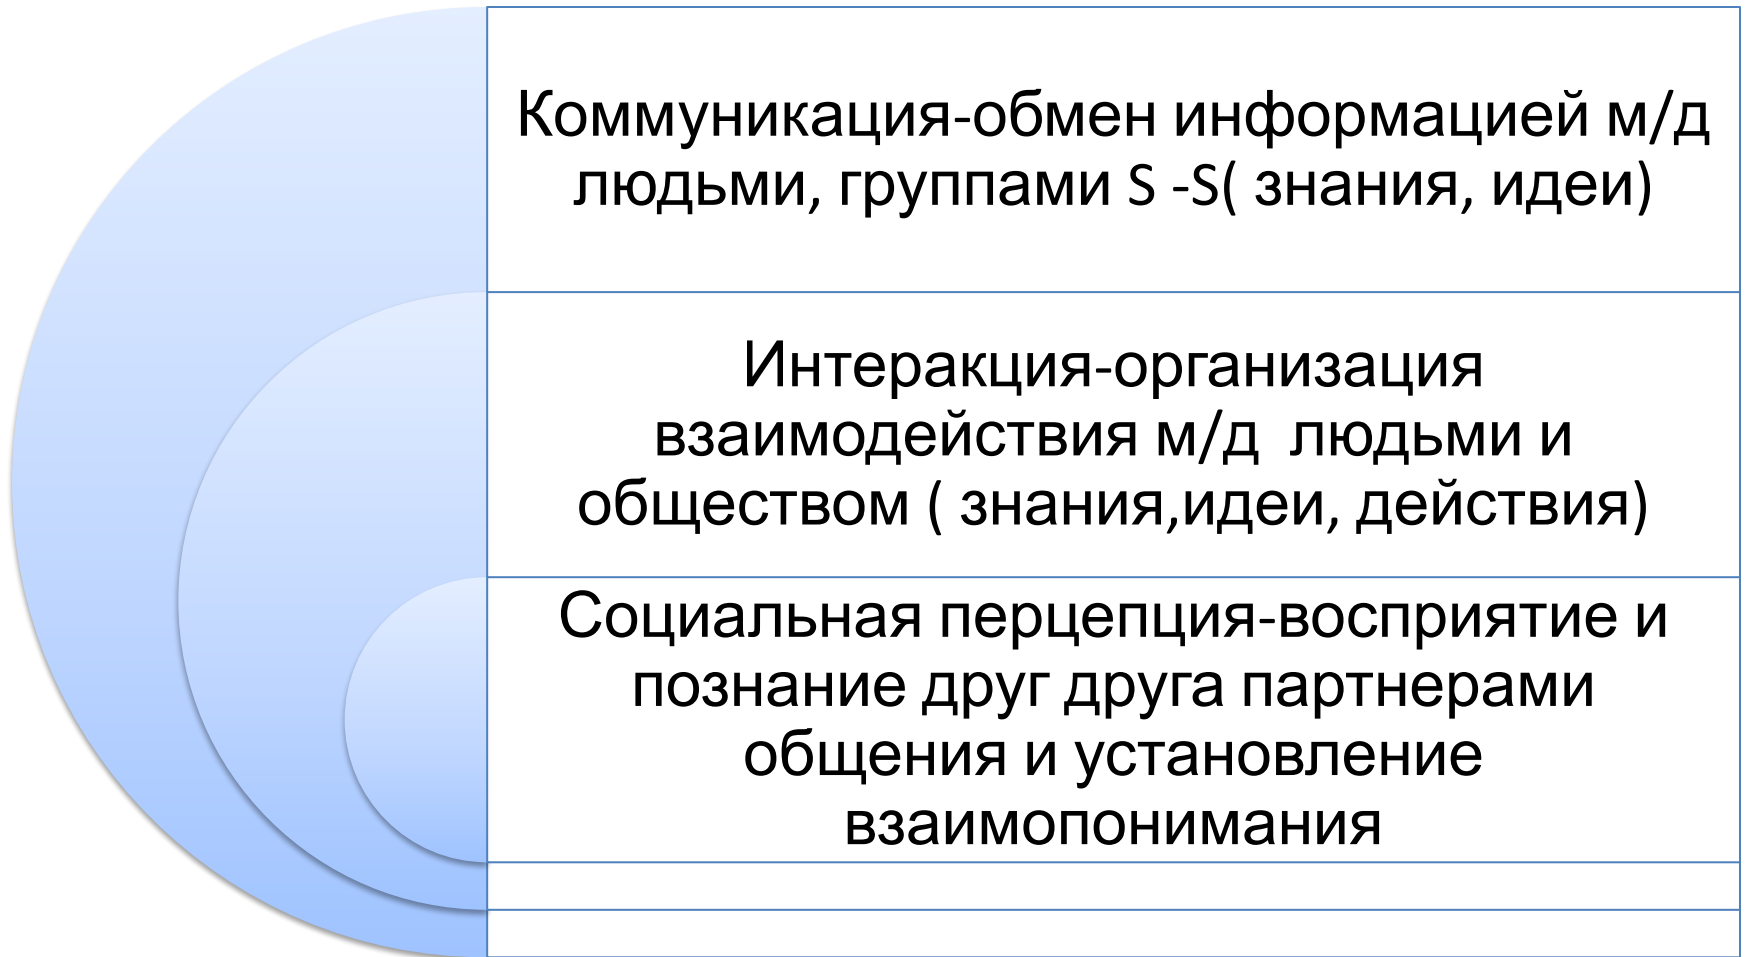 Коммуникация-обмен информацией м/д
людьми, группами S -S( знания, идеи)
Интеракция-организация
взаимодействия м/д  людьми и
обществом ( знания,идеи, действия)
Социальная перцепция-восприятие и
познание друг друга партнерами
общения и установление
взаимопонимания